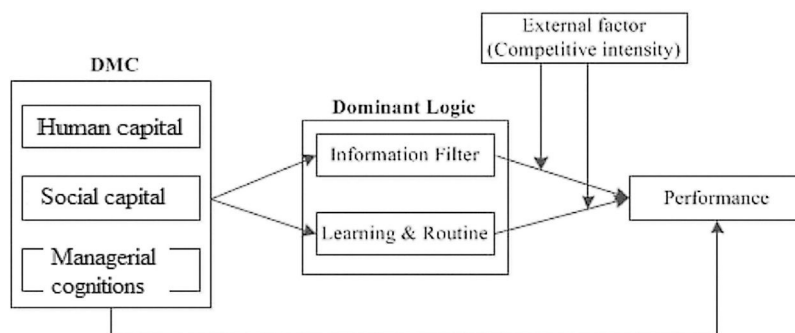 External factor
(Competitive intensity)
DMC
Human capital
Social capital
Managerial
cognitions
Dominant Logic
Information Filter
Learning & Routine
Performance